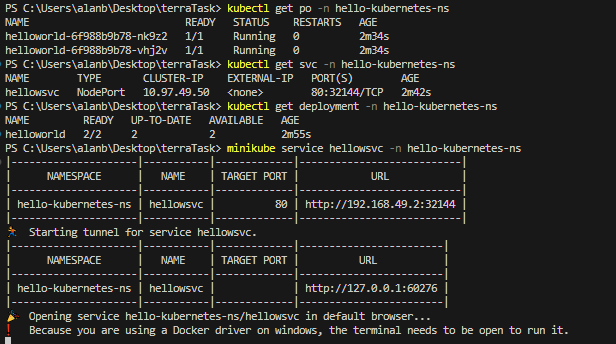 PS C:\Users\alanb\Desktop\terraTask> kubectl get po -n hello-kubernetes-ns
NAME READY STATUS RESTARTS AGE
helloworld-6f988b9b78-nk9z2 1/1 Running 0 2m34s
helloworld-6f988b9b78-vhj2v 1/1 Running 0 2m34s
PS C:\Users\alanb\Desktop\terraTask> kubectl get svc -n hello-kubernetes-ns
NAME TYPE CLUSTER-IP EXTERNAL-IP PORT(S) AGE
hellowsvc NodePort 10.97.49.50 <none> 80:32144/TCP 2m42s
PS C:\Users\alanb\Desktop\terraTask> kubectl get deployment -n hello-kubernetes-ns
NAME READY UP-TO-DATE AVAILABLE AGE
helloworld 2/2 2 2 2m55s
PS C:\Users\alanb\Desktop\terraTask> minikube service hellowsvc -n hello-kubernetes-ns
|---------------------|-----------|-------------|---------------------------|
| NAMESPACE | NAME | TARGET PORT | URL |
|---------------------|-----------|-------------|---------------------------|
| hello-kubernetes-ns | hellowsvc | 80 | http://192.168.49.2:32144 |
|---------------------|-----------|-------------|---------------------------|
🏃 Starting tunnel for service hellowsvc.
|---------------------|-----------|-------------|------------------------|
| NAMESPACE | NAME | TARGET PORT | URL |
|---------------------|-----------|-------------|------------------------|
| hello-kubernetes-ns | hellowsvc | | http://127.0.0.1:60276 |
|---------------------|-----------|-------------|------------------------|
🎉 Opening service hello-kubernetes-ns/hellowsvc in default browser...
❗ Because you are using a Docker driver on windows, the terminal needs to be open to run it.